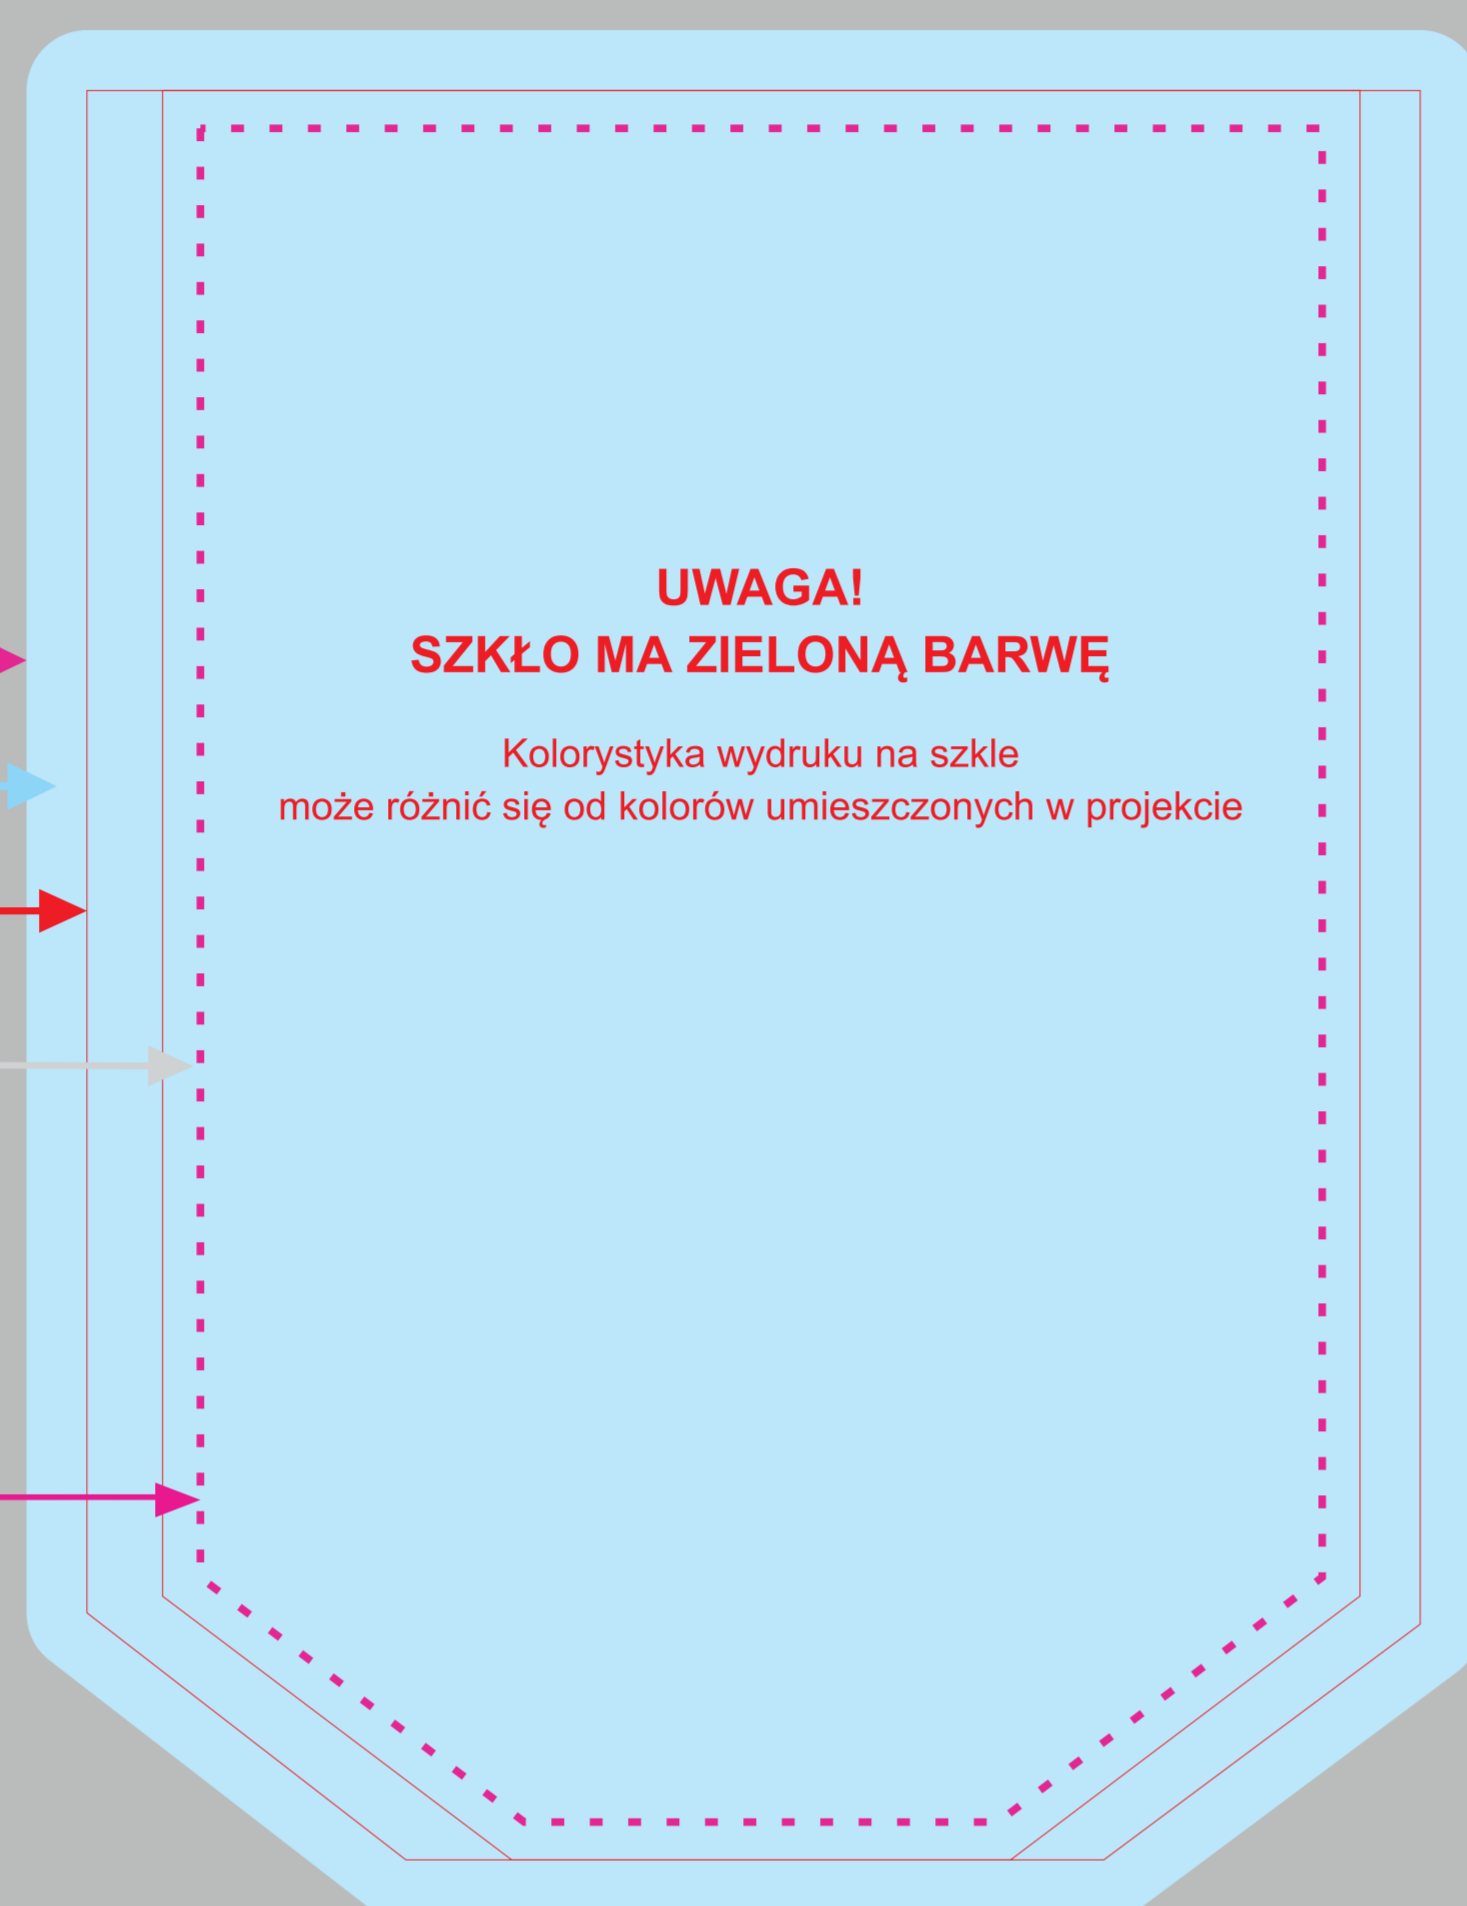 UWAGA!
SZKŁO MA ZIELONĄ BARWĘ
Kolorystyka wydruku na szkle
może różnić się od kolorów umieszczonych w projekcie